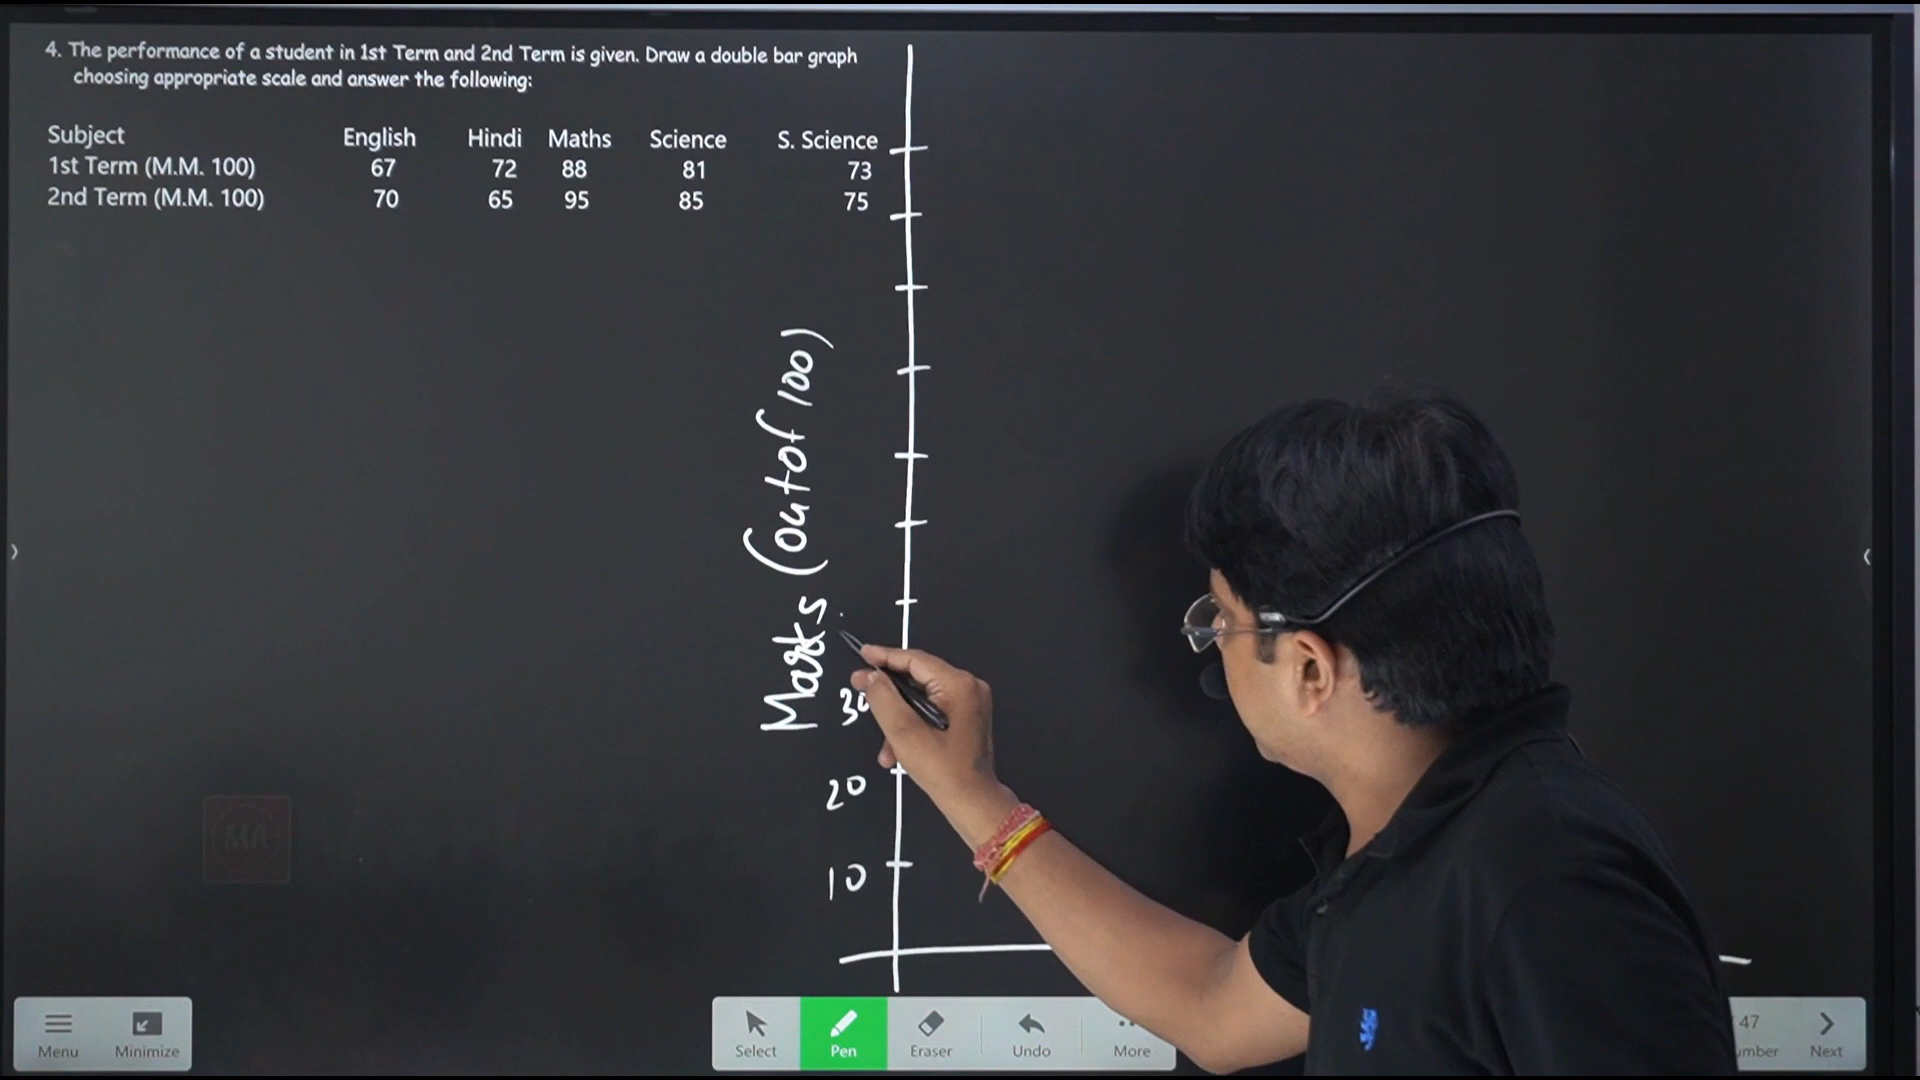 4. The performance of a student in 1st Term and 2nd Term is given. Draw a double bar graph
choosing appropriate scale and answer the following:
Subject English Hindi Maths Science S. Science
1st Term (M.M. 100) 67 72 88 81 73
2nd Term (M.M. 100) 70 65 95 85 75
Marks (out of 100)
30
20
10
MA
Menu Minimize Select Pen Eraser Undo More 47 Next